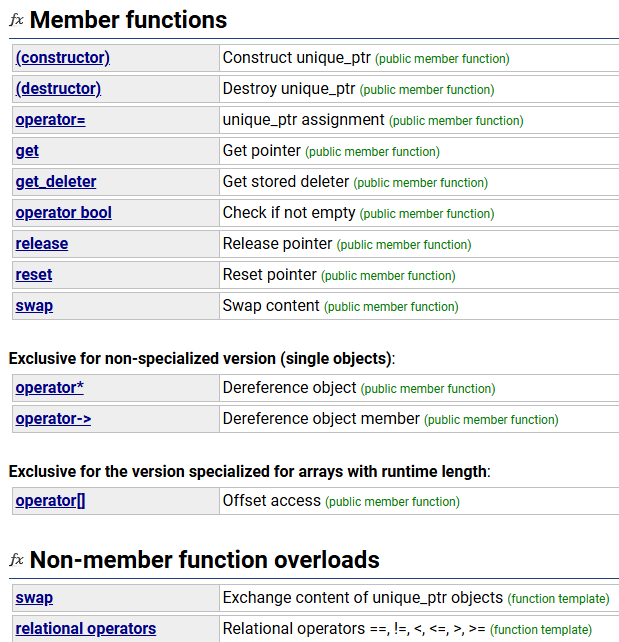 fx Member functions
(constructor) Construct unique_ptr (public member function)
(destructor) Destroy unique_ptr (public member function)
operator= unique_ptr assignment (public member function)
get Get pointer (public member function)
get_deleter Get stored deleter (public member function)
operator bool Check if not empty (public member function)
release Release pointer (public member function)
reset Reset pointer (public member function)
swap Swap content (public member function)
Exclusive for non-specialized version (single objects):
operator* Dereference object (public member function)
operator-> Dereference object member (public member function)
Exclusive for the version specialized for arrays with runtime length:
operator[] Offset access (public member function)
fx Non-member function overloads
swap Exchange content of unique_ptr objects (function template)
relational operators Relational operators ==, !=, <, <=, >, >= (function template)